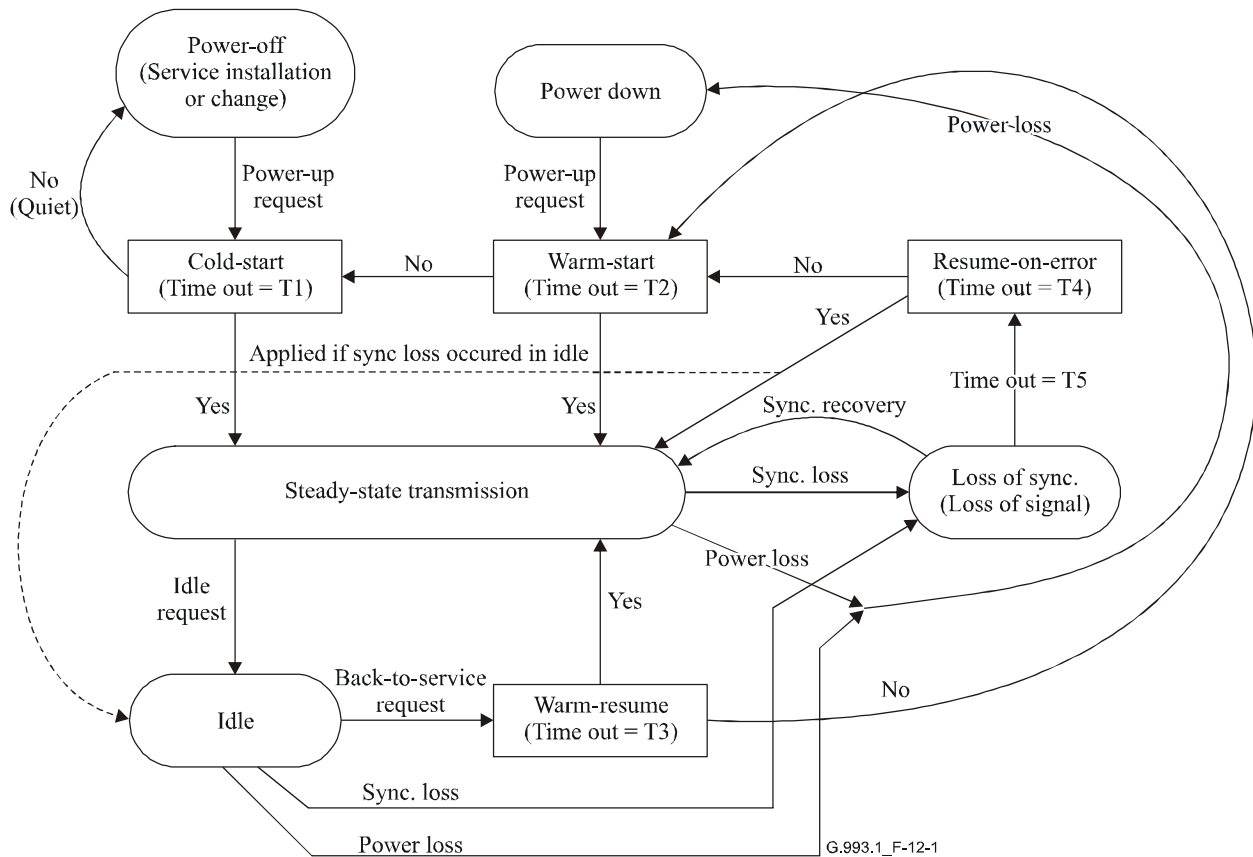 Power-off
(Service installation
or change)
Power down
Power loss
No
(Quiet)
Power-up
request
Power-up
request
Cold-start
(Time out = T1)
No
Warm-start
(Time out = T2)
No
Resume-on-error
(Time out = T4)
Yes
Applied if sync loss occured in idle
Time out = T5
Yes
Yes
Sync. recovery
Steady-state transmission
Sync. loss
Loss of sync.
(Loss of signal)
Power loss
Idle
request
Yes
Back-to-service
request
No
Idle
Warm-resume
(Time out = T3)
Sync. loss
Power loss
G.993.1_F-12-1